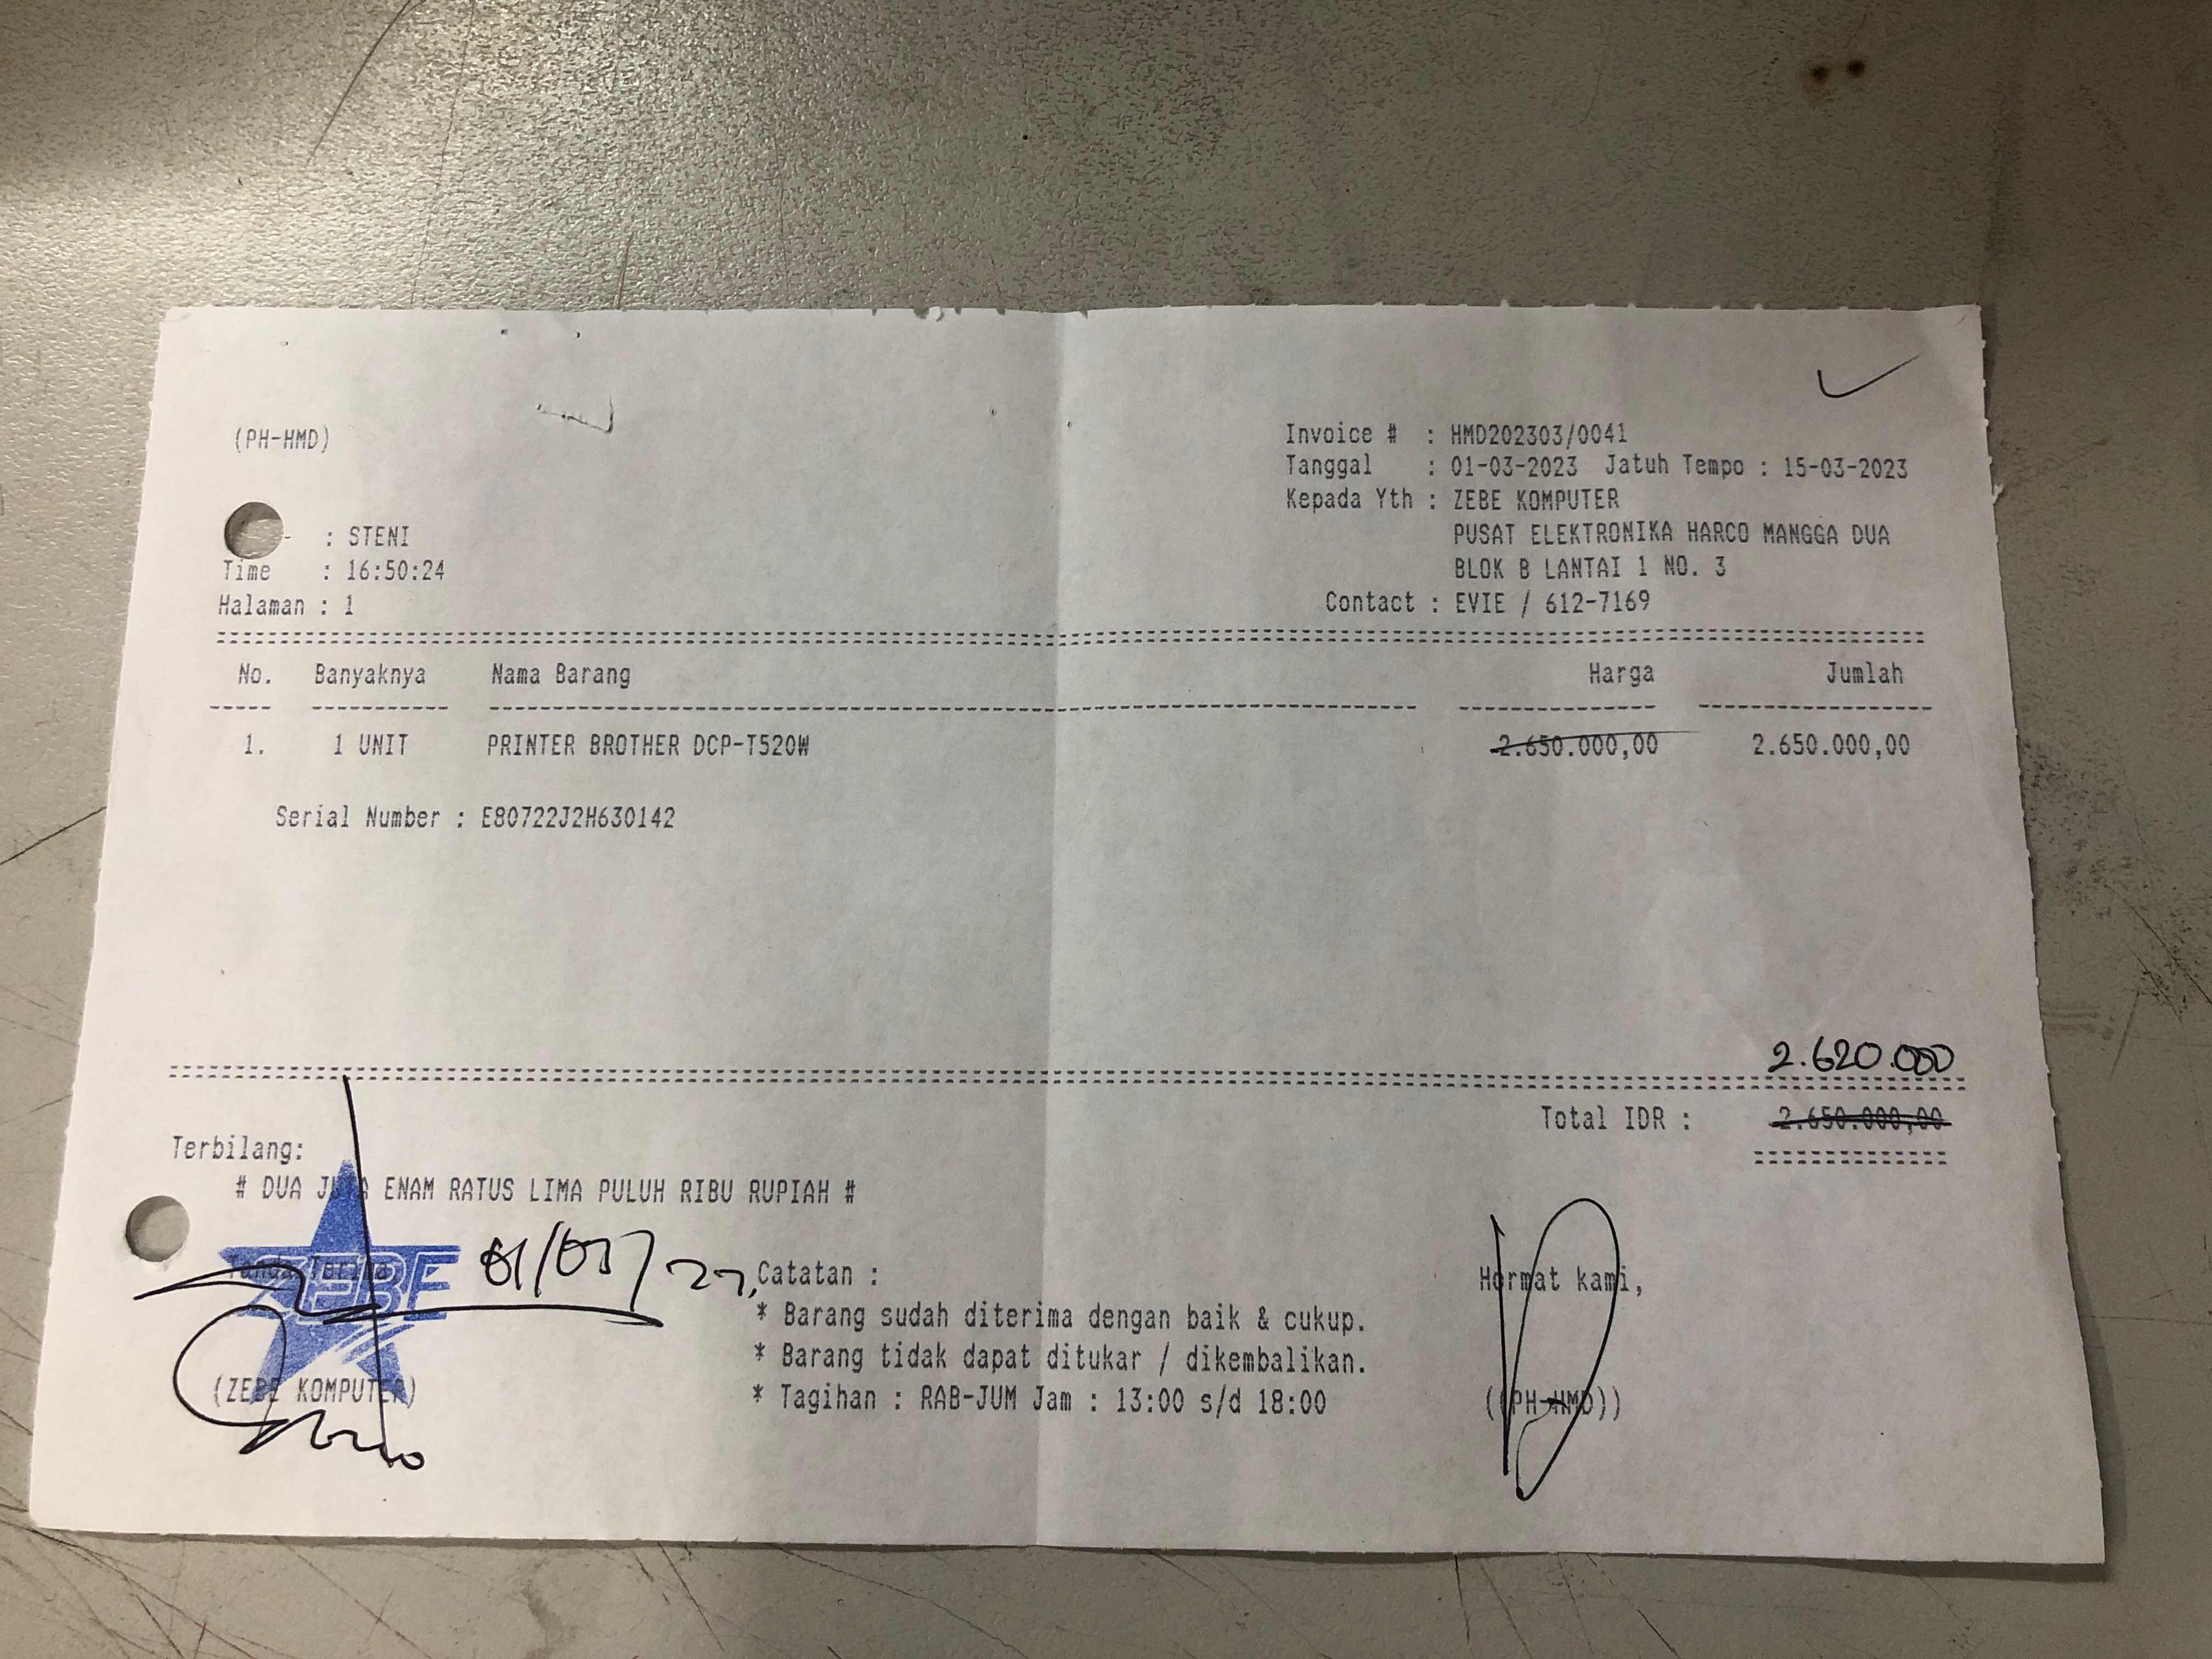 (PH-HMD)
Invoice # : HMD202303/0041
Tanggal : 01-03-2023 Jatuh Tempo : 15-03-2023
Kepada Yth : ZEBE KOMPUTER
PUSAT ELEKTRONIKA HARCO MANGGA DUA
BLOK B LANTAI 1 NO. 3
Contact : EVIE / 612-7169
: STENI
Time : 16:50:24
Halaman : 1
No. Banyaknya Nama Barang Harga Jumlah
1. 1 UNIT PRINTER BROTHER DCP-T520W 2.650.000,00 2.650.000,00
Serial Number : E80722J2H630142
2.620.000
Total IDR : 2.650.000,00
Terbilang:
# DUA JUTA ENAM RATUS LIMA PULUH RIBU RUPIAH #
Tanda Terima
ZEBE
Catatan :
* Barang sudah diterima dengan baik & cukup.
* Barang tidak dapat ditukar / dikembalikan.
* Tagihan : RAB-JUM Jam : 13:00 s/d 18:00
(ZEBE KOMPUTER)
Hormat kami,
((PH-HMD))